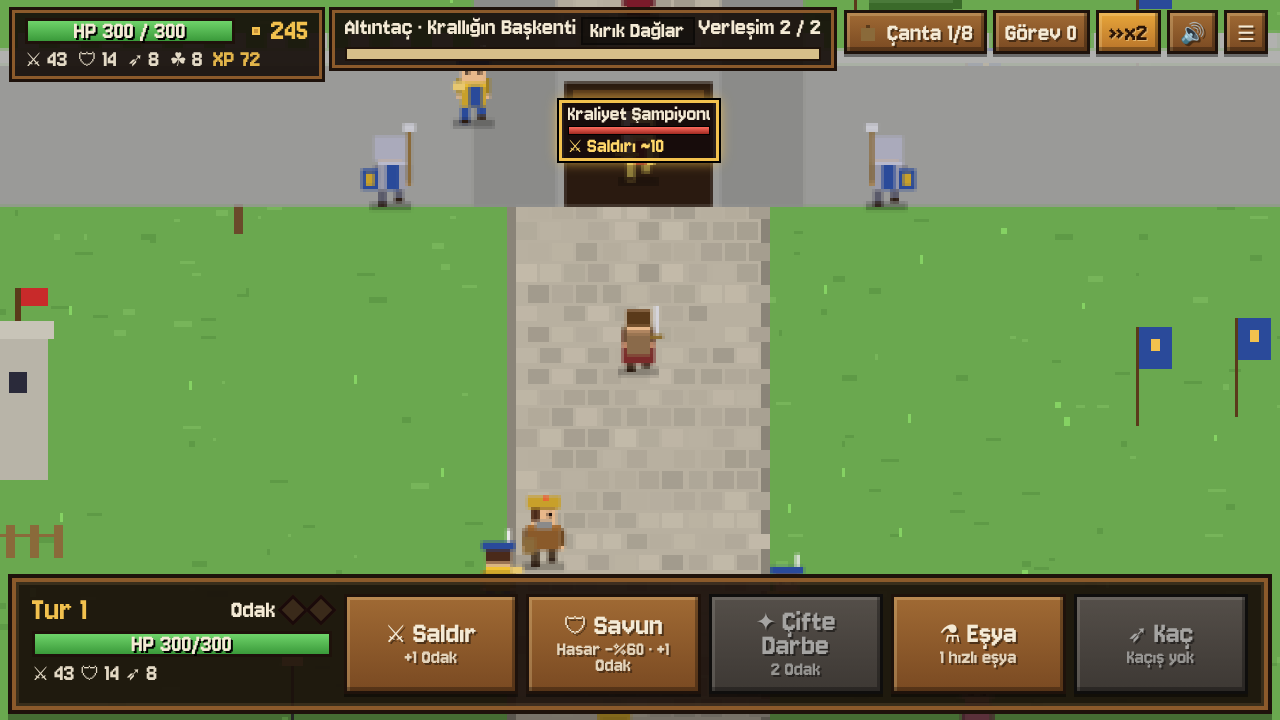 HP 300 / 300
245
43 14 8 8 XP 72
Altıntaç · Krallığın Başkenti
Kırık Dağlar
Yerleşim 2 / 2
Çanta 1/8
Görev 0
»x2
Kraliyet Şampiyonu
Saldırı ~10
Tur 1
Odak
HP 300/300
43 14 8
Saldır
+1 Odak
Savun
Hasar -%60 · +1
Odak
Çifte
Darbe
2 Odak
Eşya
1 hızlı eşya
Kaç
Kaçış yok